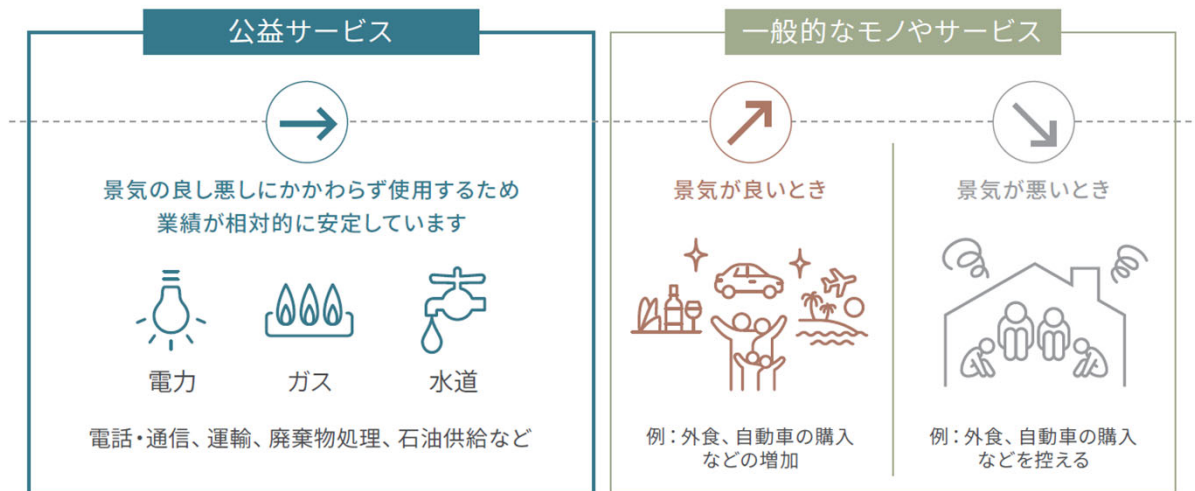 公益サービス
景気の良し悪しにかかわらず使用するため
業績が相対的に安定しています
電力
ガス
水道
電話・通信、運輸、廃棄物処理、石油供給など
一般的なモノやサービス
景気が良いとき
例：外食、自動車の購入
などの増加
景気が悪いとき
例：外食、自動車の購入
などを控える